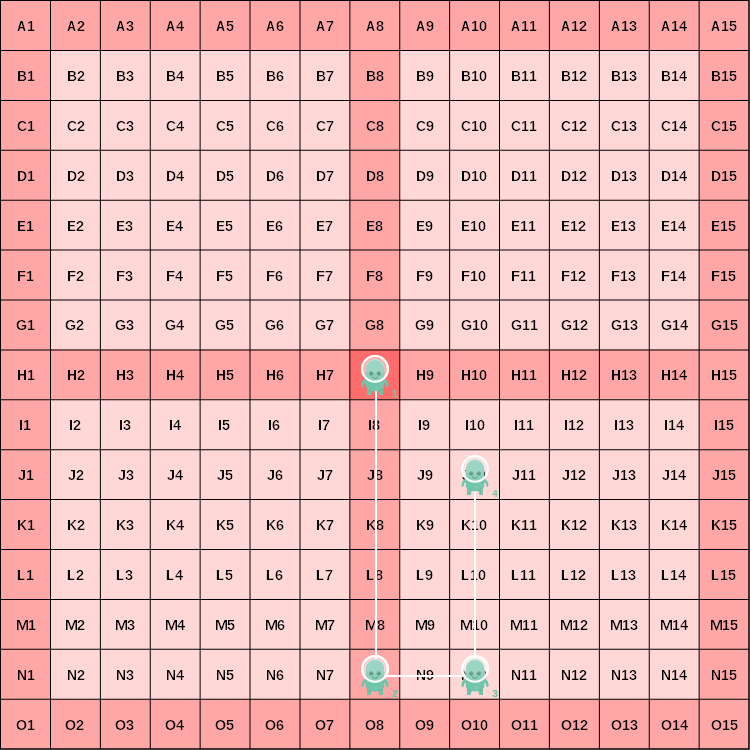 A1 A2 A3 A4 A5 A6 A7 A8 A9 A10 A11 A12 A13 A14 A15
B1 B2 B3 B4 B5 B6 B7 B8 B9 B10 B11 B12 B13 B14 B15
C1 C2 C3 C4 C5 C6 C7 C8 C9 C10 C11 C12 C13 C14 C15
D1 D2 D3 D4 D5 D6 D7 D8 D9 D10 D11 D12 D13 D14 D15
E1 E2 E3 E4 E5 E6 E7 E8 E9 E10 E11 E12 E13 E14 E15
F1 F2 F3 F4 F5 F6 F7 F8 F9 F10 F11 F12 F13 F14 F15
G1 G2 G3 G4 G5 G6 G7 G8 G9 G10 G11 G12 G13 G14 G15
H1 H2 H3 H4 H5 H6 H7 1 H9 H10 H11 H12 H13 H14 H15
I1 I2 I3 I4 I5 I6 I7 I8 I9 I10 I11 I12 I13 I14 I15
J1 J2 J3 J4 J5 J6 J7 J8 J9 4 J11 J12 J13 J14 J15
K1 K2 K3 K4 K5 K6 K7 K8 K9 K10 K11 K12 K13 K14 K15
L1 L2 L3 L4 L5 L6 L7 L8 L9 L10 L11 L12 L13 L14 L15
M1 M2 M3 M4 M5 M6 M7 M8 M9 M10 M11 M12 M13 M14 M15
N1 N2 N3 N4 N5 N6 N7 2 N9 3 N11 N12 N13 N14 N15
O1 O2 O3 O4 O5 O6 O7 O8 O9 O10 O11 O12 O13 O14 O15